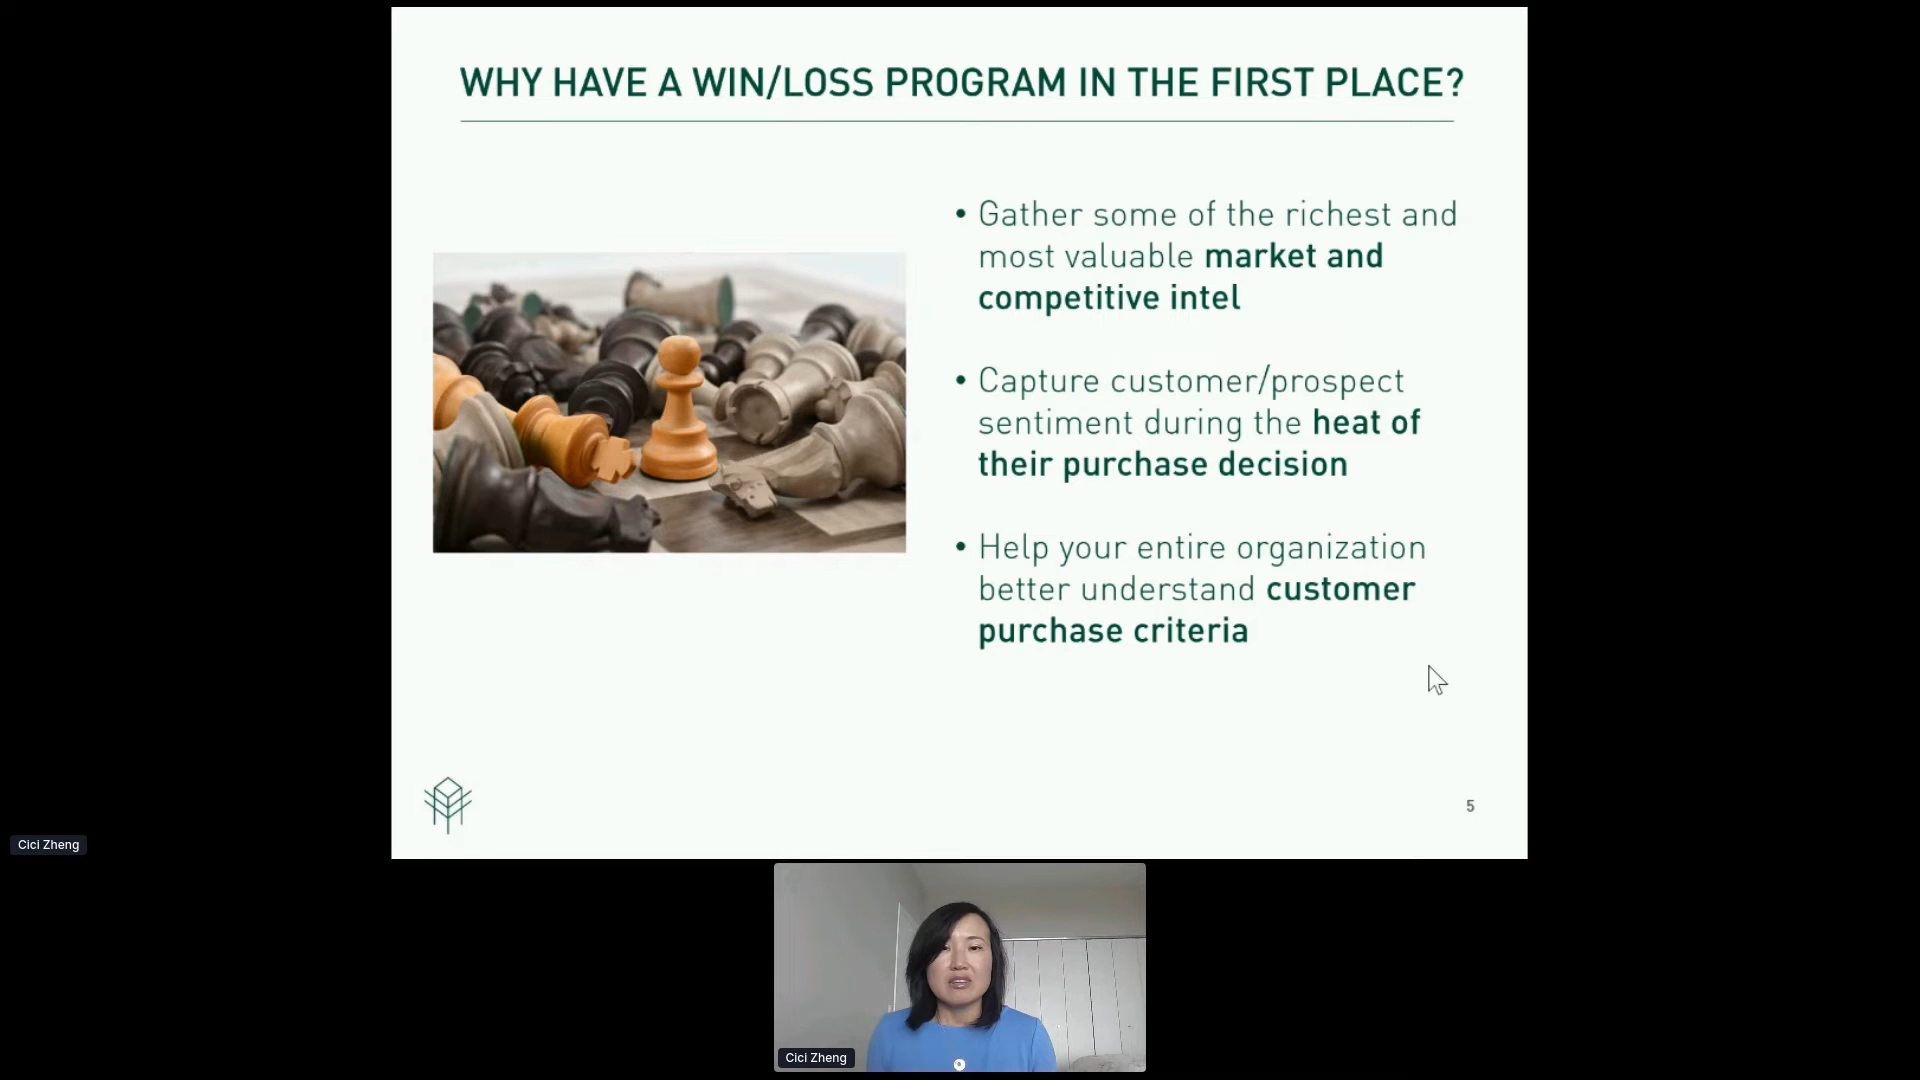 WHY HAVE A WIN/LOSS PROGRAM IN THE FIRST PLACE?
• Gather some of the richest and
most valuable market and
competitive intel
• Capture customer/prospect
sentiment during the heat of
their purchase decision
• Help your entire organization
better understand customer
purchase criteria
5
Cici Zheng
Cici Zheng